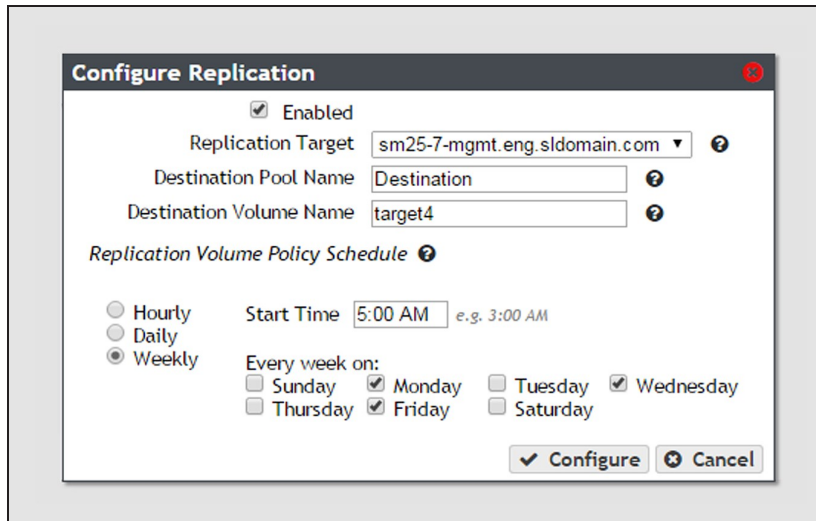 Configure Replication
Enabled
Replication Target sm25-7-mgmt.eng.sldomain.com
Destination Pool Name Destination
Destination Volume Name target4
Replication Volume Policy Schedule
Hourly Start Time 5:00 AM e.g. 3:00 AM
Daily
Weekly Every week on:
Sunday Monday Tuesday Wednesday
Thursday Friday Saturday
Configure Cancel